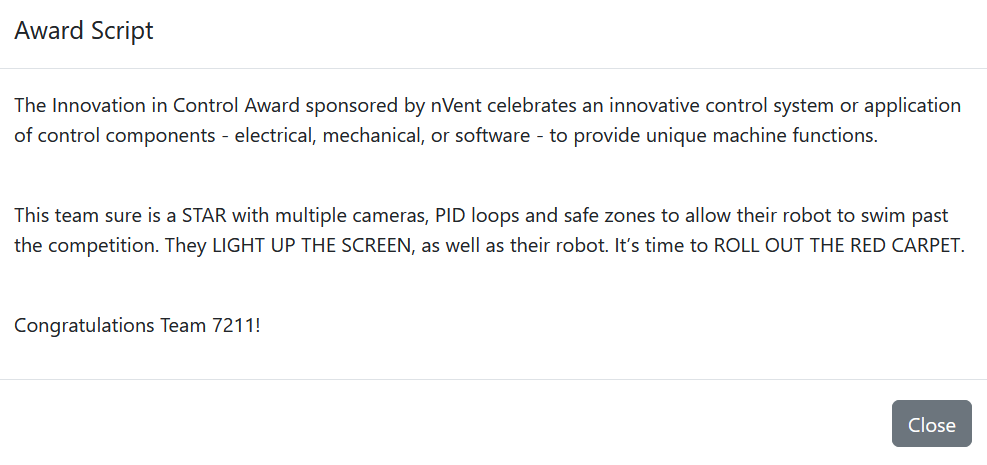 Award Script
The Innovation in Control Award sponsored by nVent celebrates an innovative control system or application
of control components - electrical, mechanical, or software - to provide unique machine functions.
This team sure is a STAR with multiple cameras, PID loops and safe zones to allow their robot to swim past
the competition. They LIGHT UP THE SCREEN, as well as their robot. It’s time to ROLL OUT THE RED CARPET.
Congratulations Team 7211!
Close